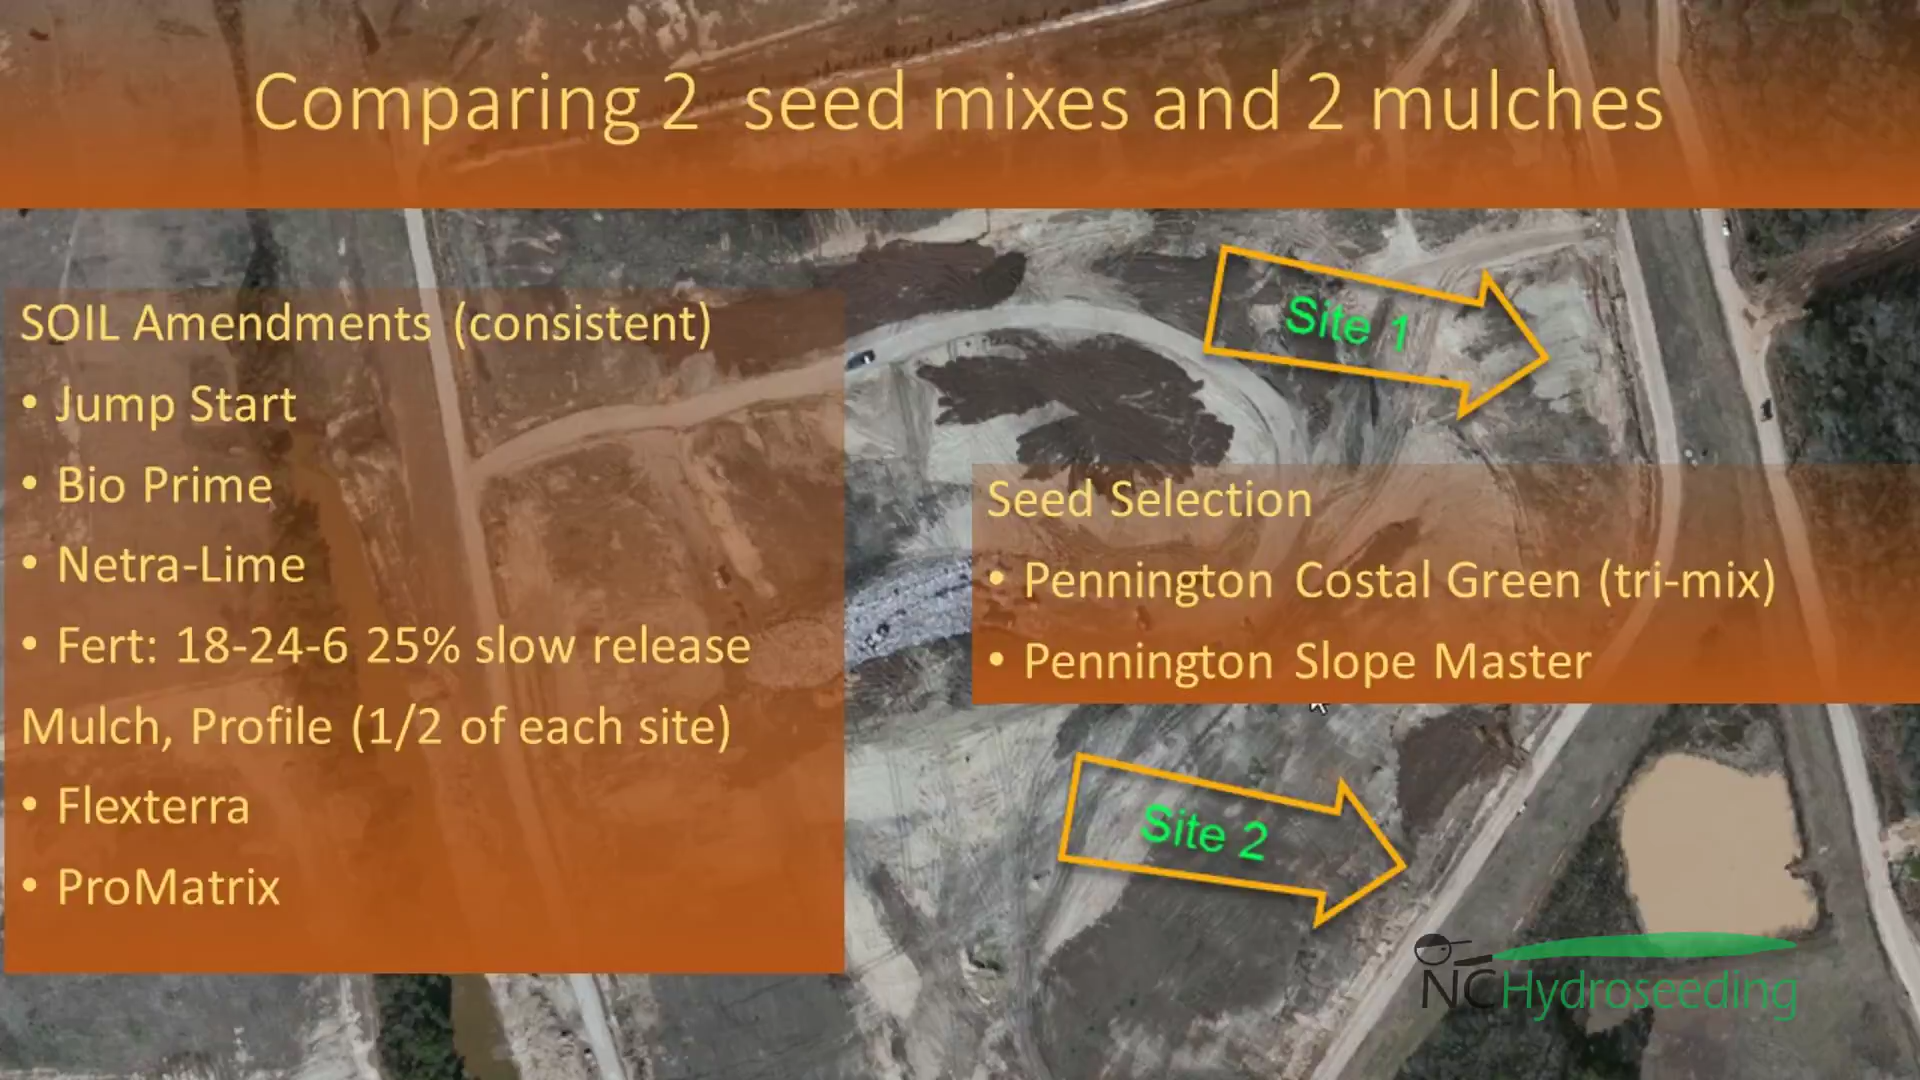 Comparing 2 seed mixes and 2 mulches
SOIL Amendments (consistent)
• Jump Start
• Bio Prime
• Netra-Lime
• Fert: 18-24-6 25% slow release
Mulch, Profile (1/2 of each site)
• Flexterra
• ProMatrix
Site 1
Seed Selection
• Pennington Costal Green (tri-mix)
• Pennington Slope Master
Site 2
NCHydroseeding